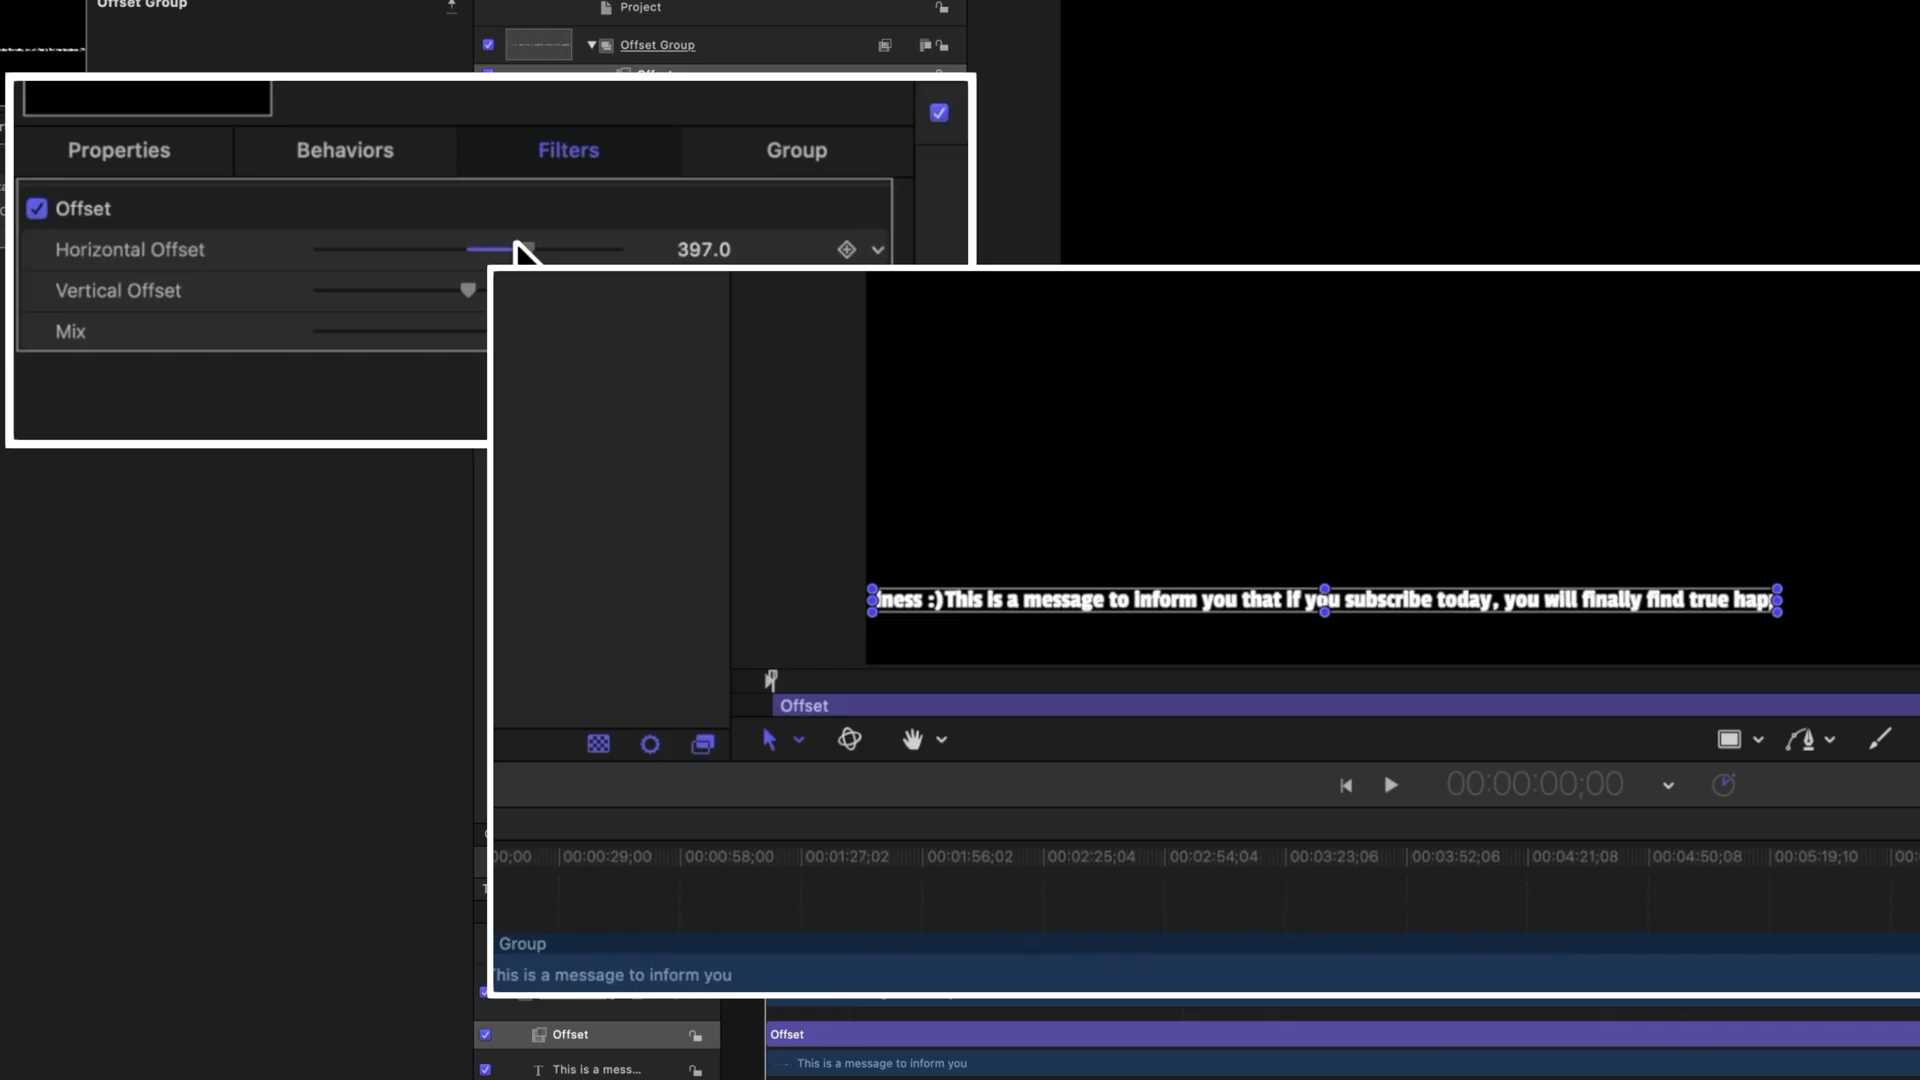 Offset Group
Project
Offset Group
Properties
Behaviors
Filters
Group
Offset
Horizontal Offset
397.0
Vertical Offset
Mix
iness :)This is a message to inform you that if you subscribe today, you will finally find true hap
Offset
00:00:00;00
00;00
00:00:29;00
00:00:58;00
00:01:27;02
00:01:56;02
00:02:25;04
00:02:54;04
00:03:23;06
00:03:52;06
00:04:21;08
00:04:50;08
00:05:19;10
00:
Group
This is a message to inform you
Offset
Offset
This is a mess...
This is a message to inform you